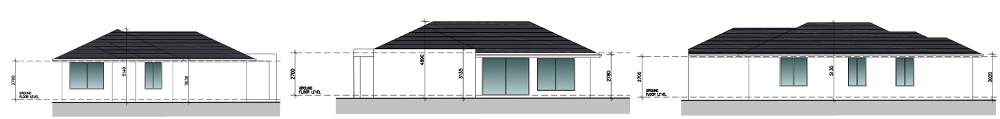 2700
GROUND
FLOOR LEVEL
5140
3030
2700
GROUND
FLOOR LEVEL
4890
3135
2780
2700
GROUND
FLOOR LEVEL
5130
3020